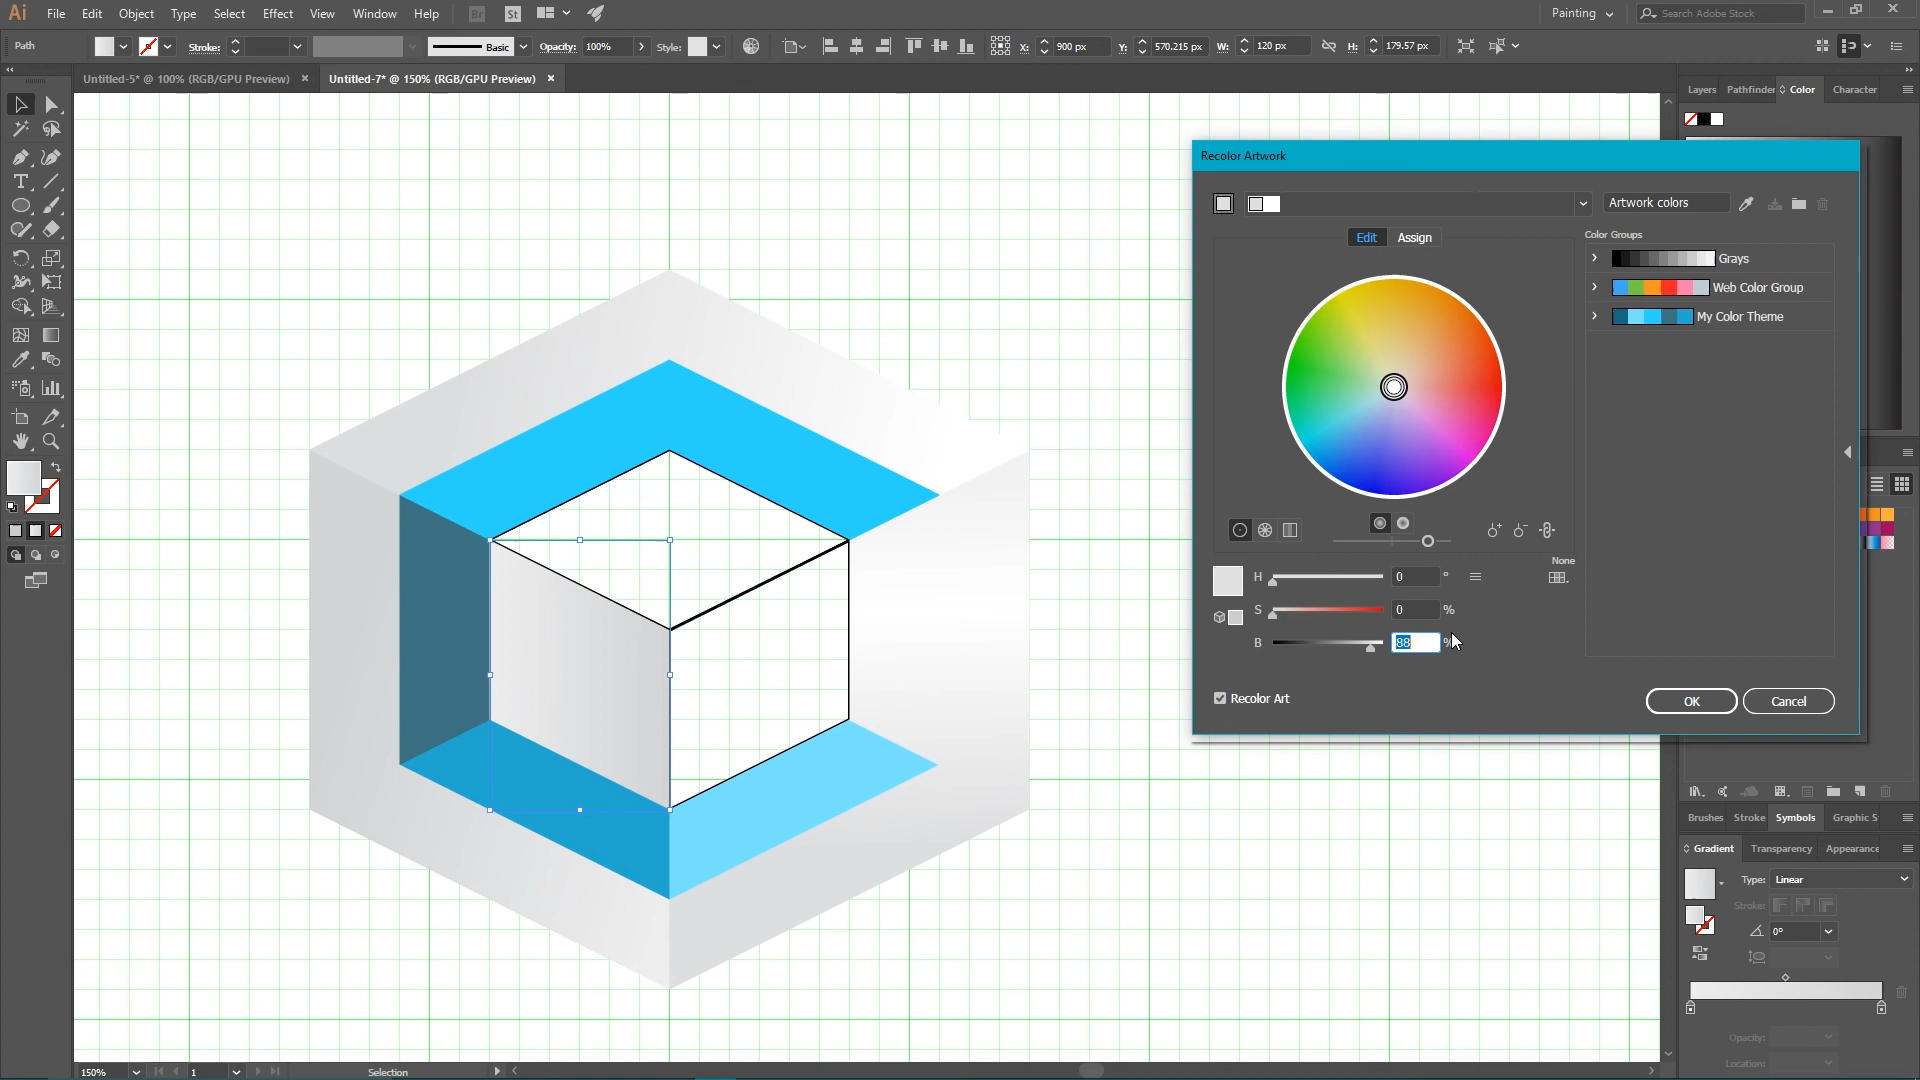 Ai File Edit Object Type Select Effect View Window Help Br St Painting Search Adobe Stock
Path Stroke: Basic Opacity: 100% Style: X: 900 px Y: 570.215 px W: 120 px H: 179.57 px
Untitled-5* @ 100% (RGB/GPU Preview) Untitled-7* @ 150% (RGB/GPU Preview)
Layers Pathfinder Color Character
Recolor Artwork
Artwork colors
Edit Assign Color Groups
Grays
Web Color Group
My Color Theme
None
H 0 °
S 0 %
B 88 %
Recolor Art OK Cancel
Brushes Stroke Symbols Graphic S
Gradient Transparency Appearance
Type: Linear
Stroke:
0°
Opacity:
Location:
150% 1 Selection